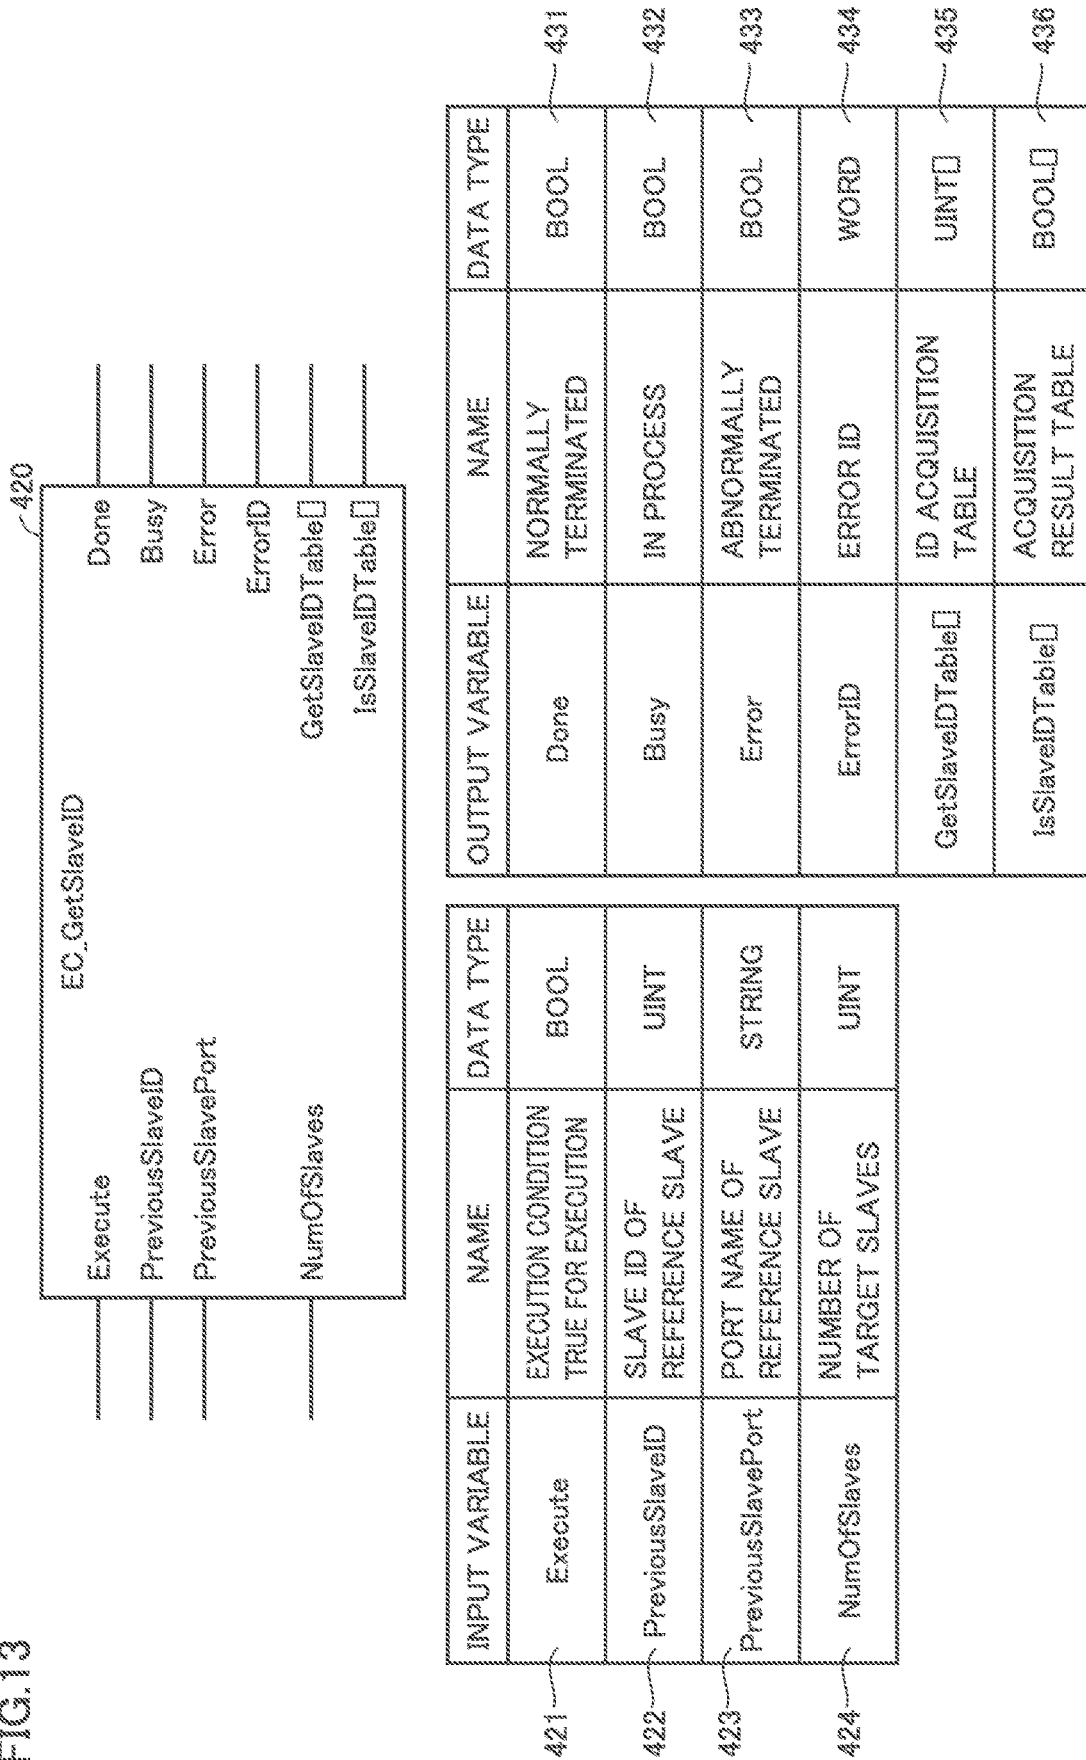 FIG.13
420
EC_GetSlaveID
Execute
Done
PreviousSlaveID
Busy
PreviousSlavePort
Error
ErrorID
NumOfSlaves
GetSlaveIDTable[]
IsSlaveIDTable[]
INPUT VARIABLE
NAME
DATA TYPE
421
Execute
EXECUTION CONDITION
TRUE FOR EXECUTION
BOOL
422
PreviousSlaveID
SLAVE ID OF
REFERENCE SLAVE
UINT
423
PreviousSlavePort
PORT NAME OF
REFERENCE SLAVE
STRING
424
NumOfSlaves
NUMBER OF
TARGET SLAVES
UINT
OUTPUT VARIABLE
NAME
DATA TYPE
Done
NORMALLY
TERMINATED
BOOL
431
Busy
IN PROCESS
BOOL
432
Error
ABNORMALLY
TERMINATED
BOOL
433
ErrorID
ERROR ID
WORD
434
GetSlaveIDTable[]
ID ACQUISITION
TABLE
UINT[]
435
IsSlaveIDTable[]
ACQUISITION
RESULT TABLE
BOOL[]
436